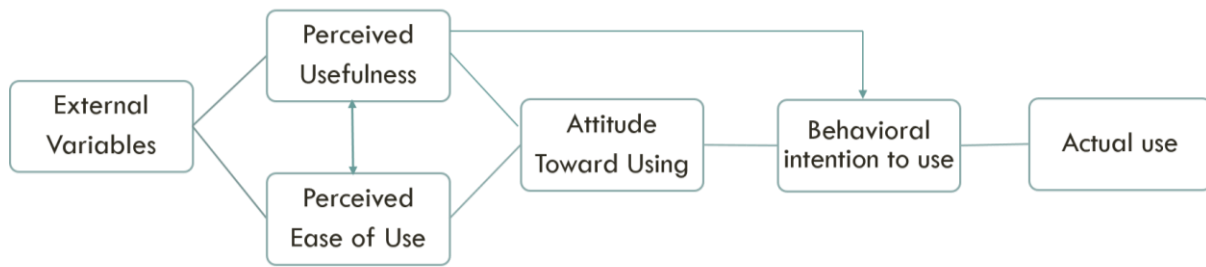 Perceived
Usefulness
External
Variables
Perceived
Ease of Use
Attitude
Toward Using
Behavioral
intention to use
Actual use